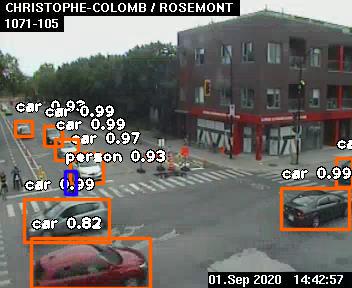 CHRISTOPHE-COLOMB / ROSEMONT
1071-105
car 0.93
car 0.99
car 0.99
car 0.97
person 0.93
car 0.99
car 0.99
car 0.82
01.Sep 2020 14:42:57